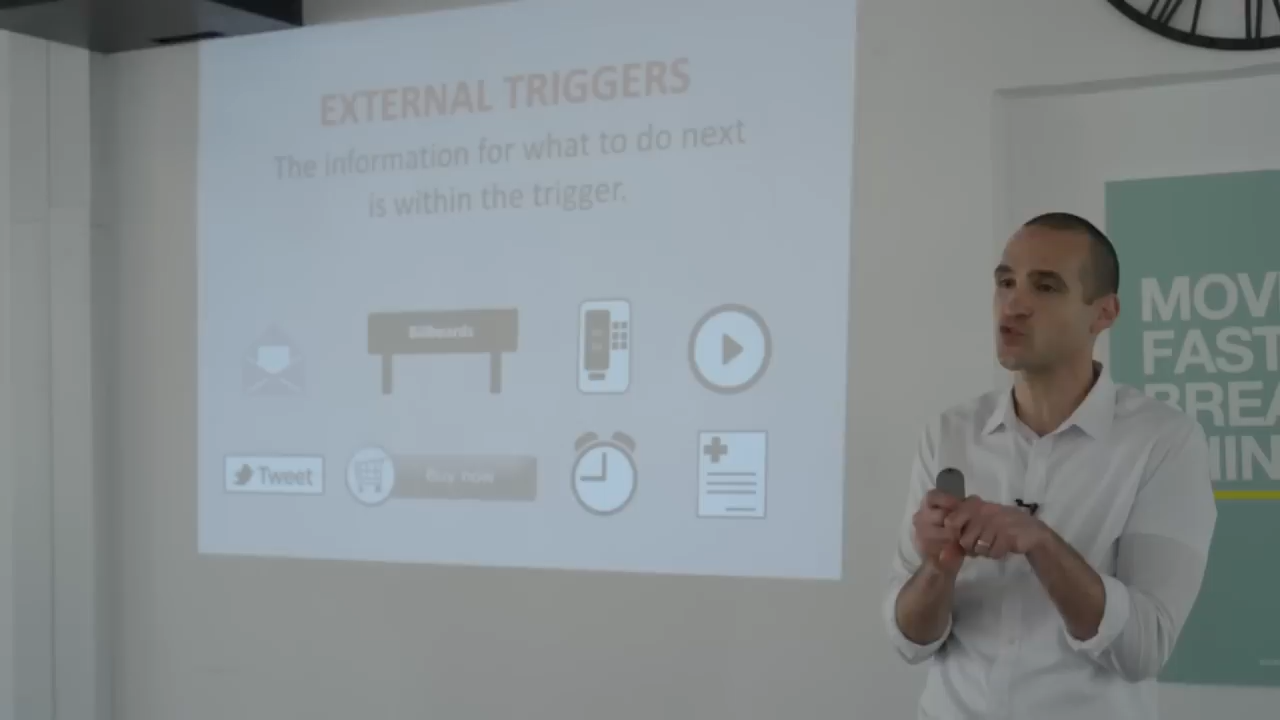 EXTERNAL TRIGGERS
The information for what to do next
is within the trigger.
Billboards
Tweet
Buy now
MOV
FAST
BREA
HIN